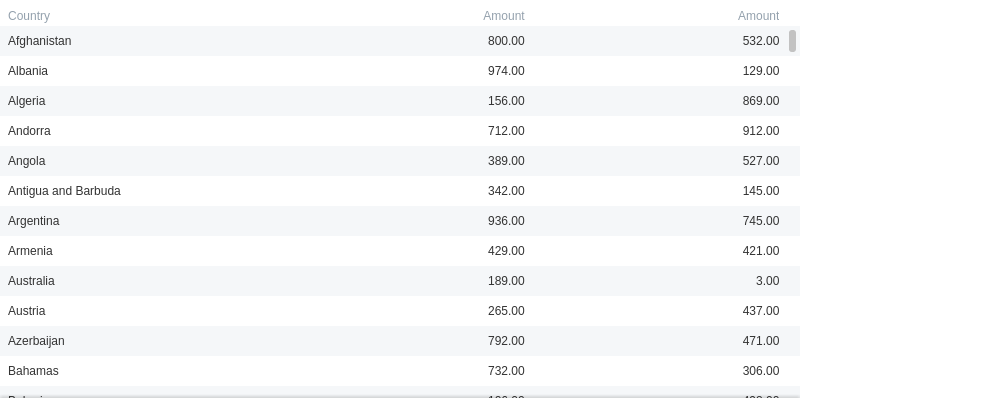 Country Amount Amount
Afghanistan 800.00 532.00
Albania 974.00 129.00
Algeria 156.00 869.00
Andorra 712.00 912.00
Angola 389.00 527.00
Antigua and Barbuda 342.00 145.00
Argentina 936.00 745.00
Armenia 429.00 421.00
Australia 189.00 3.00
Austria 265.00 437.00
Azerbaijan 792.00 471.00
Bahamas 732.00 306.00